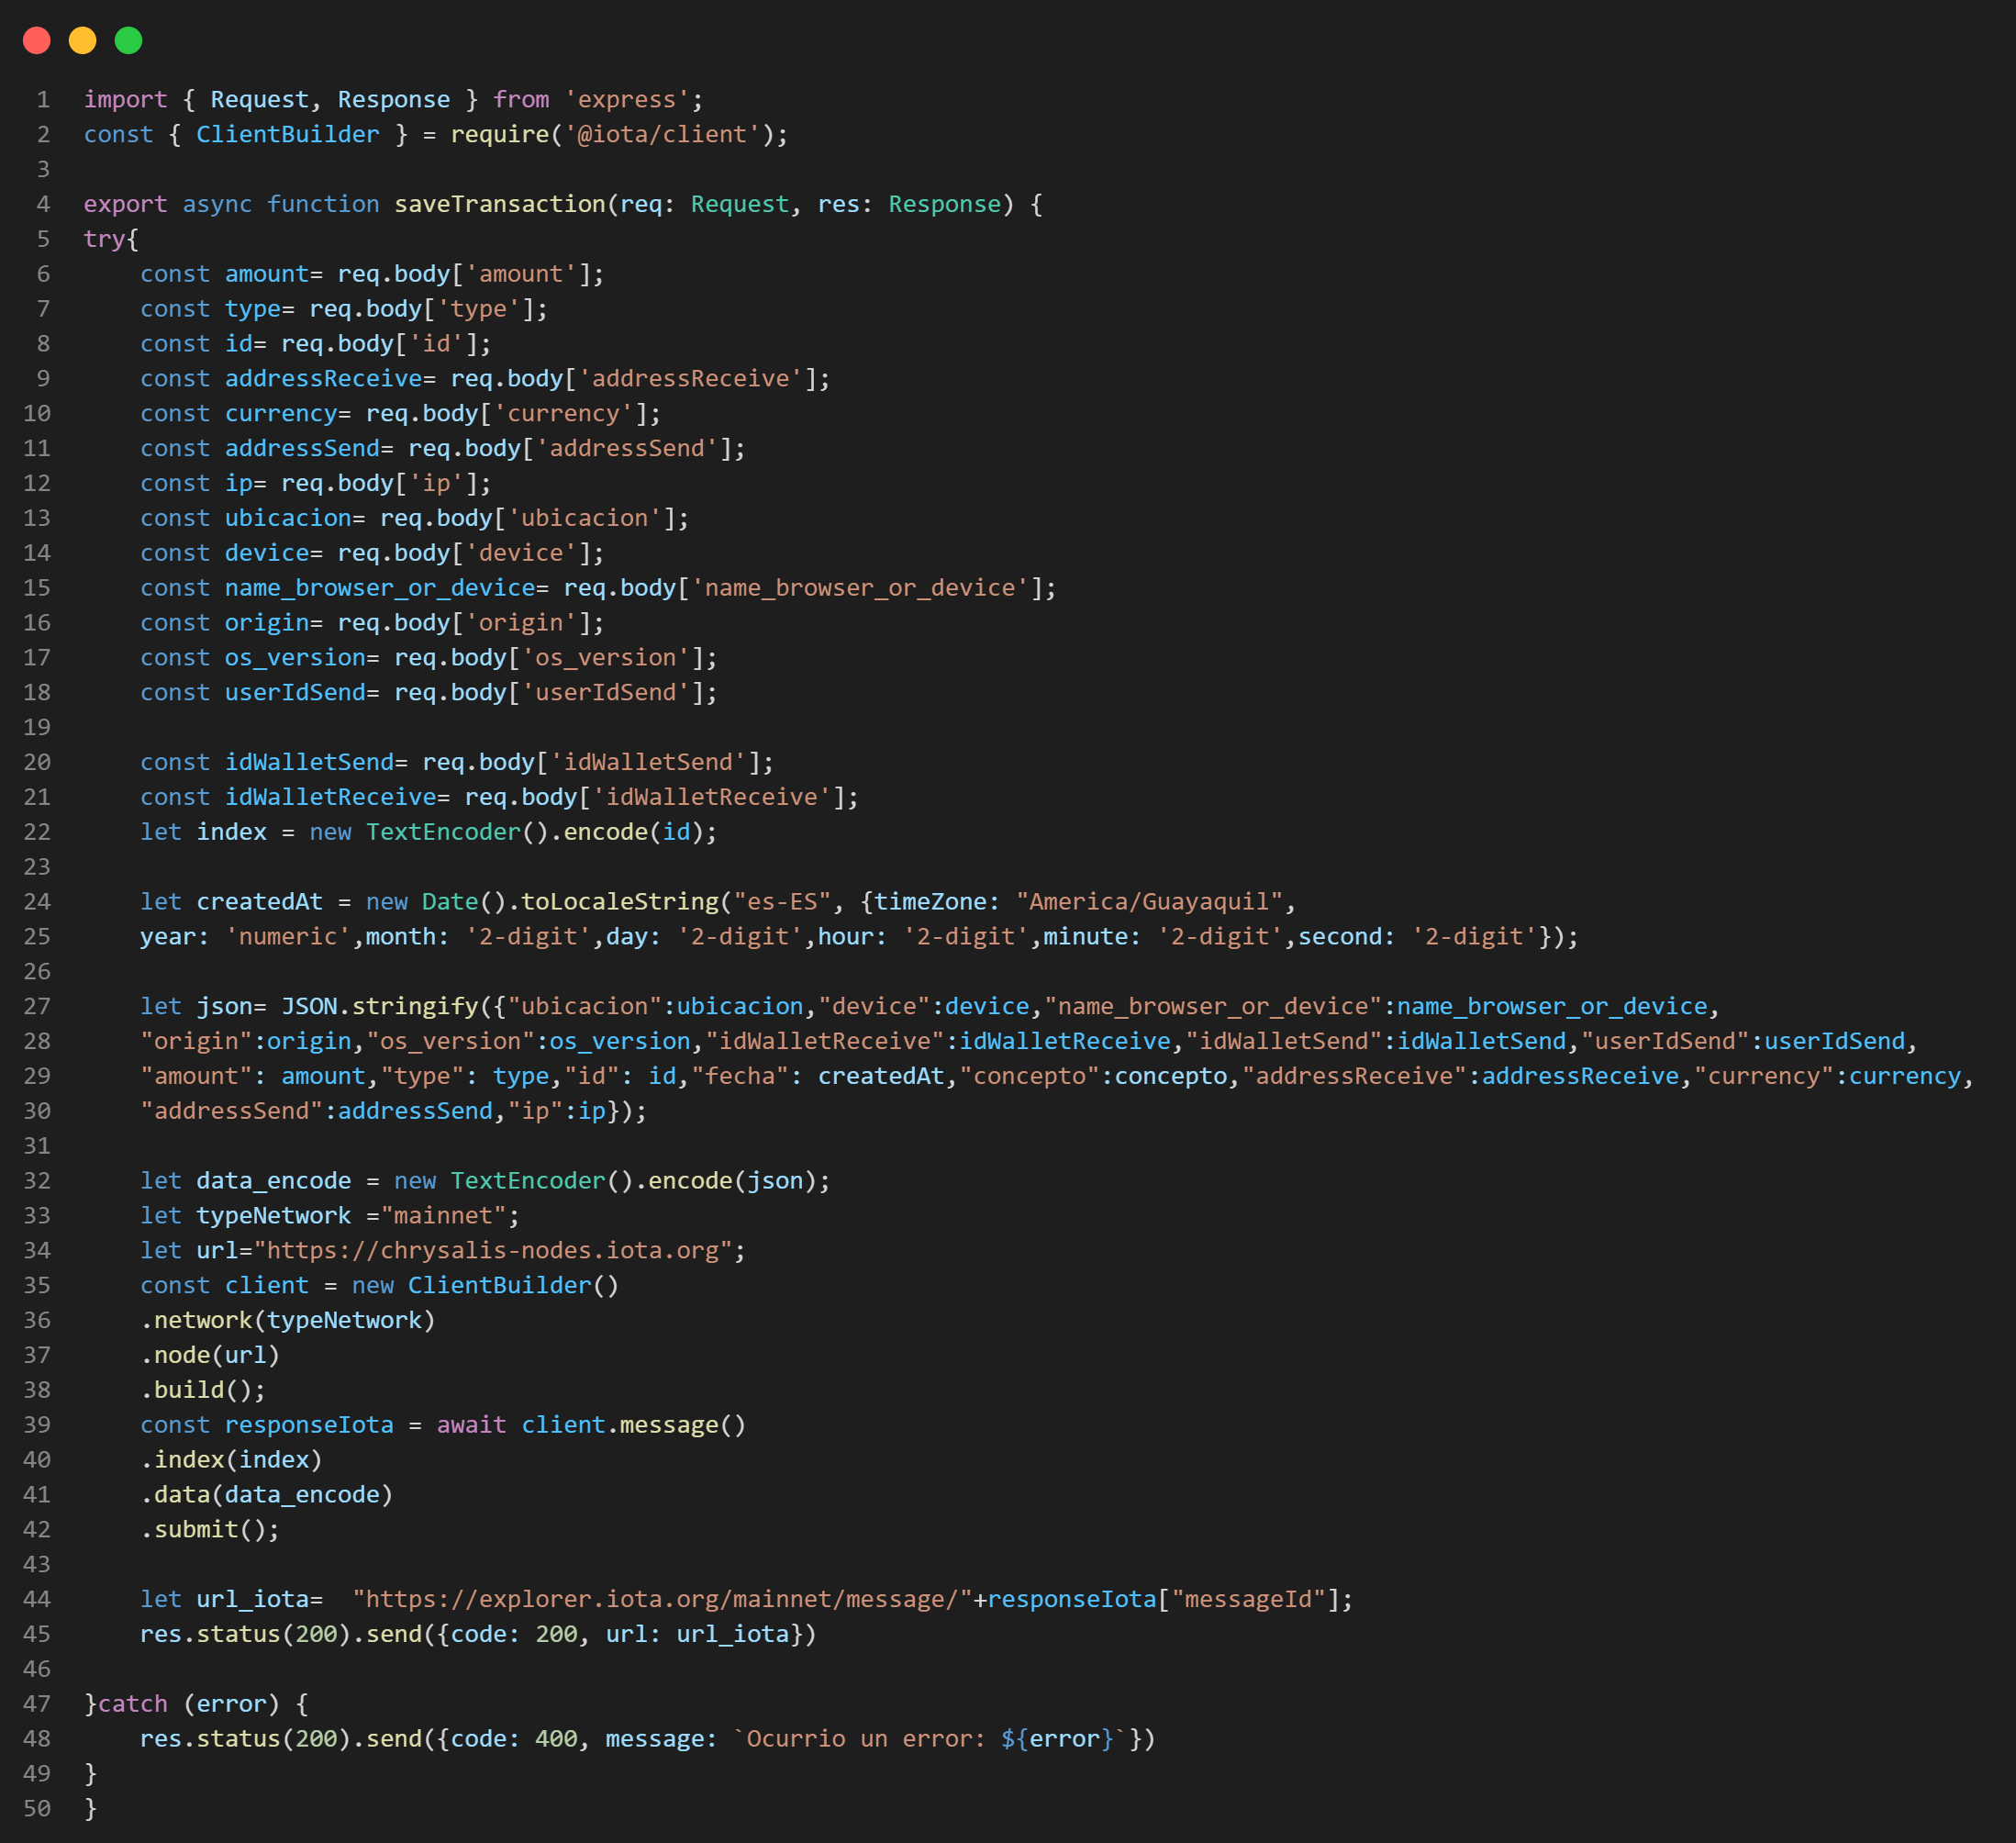 1 import { Request, Response } from 'express';
2 const { ClientBuilder } = require('@iota/client');
3
4 export async function saveTransaction(req: Request, res: Response) {
5 try{
6     const amount= req.body['amount'];
7     const type= req.body['type'];
8     const id= req.body['id'];
9     const addressReceive= req.body['addressReceive'];
10     const currency= req.body['currency'];
11     const addressSend= req.body['addressSend'];
12     const ip= req.body['ip'];
13     const ubicacion= req.body['ubicacion'];
14     const device= req.body['device'];
15     const name_browser_or_device= req.body['name_browser_or_device'];
16     const origin= req.body['origin'];
17     const os_version= req.body['os_version'];
18     const userIdSend= req.body['userIdSend'];
19
20     const idWalletSend= req.body['idWalletSend'];
21     const idWalletReceive= req.body['idWalletReceive'];
22     let index = new TextEncoder().encode(id);
23
24     let createdAt = new Date().toLocaleString("es-ES", {timeZone: "America/Guayaquil",
25     year: 'numeric',month: '2-digit',day: '2-digit',hour: '2-digit',minute: '2-digit',second: '2-digit'});
26
27     let json= JSON.stringify({"ubicacion":ubicacion,"device":device,"name_browser_or_device":name_browser_or_device,
28     "origin":origin,"os_version":os_version,"idWalletReceive":idWalletReceive,"idWalletSend":idWalletSend,"userIdSend":userIdSend,
29     "amount": amount,"type": type,"id": id,"fecha": createdAt,"concepto":concepto,"addressReceive":addressReceive,"currency":currency,
30     "addressSend":addressSend,"ip":ip});
31
32     let data_encode = new TextEncoder().encode(json);
33     let typeNetwork ="mainnet";
34     let url="https://chrysalis-nodes.iota.org";
35     const client = new ClientBuilder()
36     .network(typeNetwork)
37     .node(url)
38     .build();
39     const responseIota = await client.message()
40     .index(index)
41     .data(data_encode)
42     .submit();
43
44     let url_iota=  "https://explorer.iota.org/mainnet/message/"+responseIota["messageId"];
45     res.status(200).send({code: 200, url: url_iota})
46
47 }catch (error) {
48     res.status(200).send({code: 400, message: `Ocurrio un error: ${error}`})
49 }
50 }